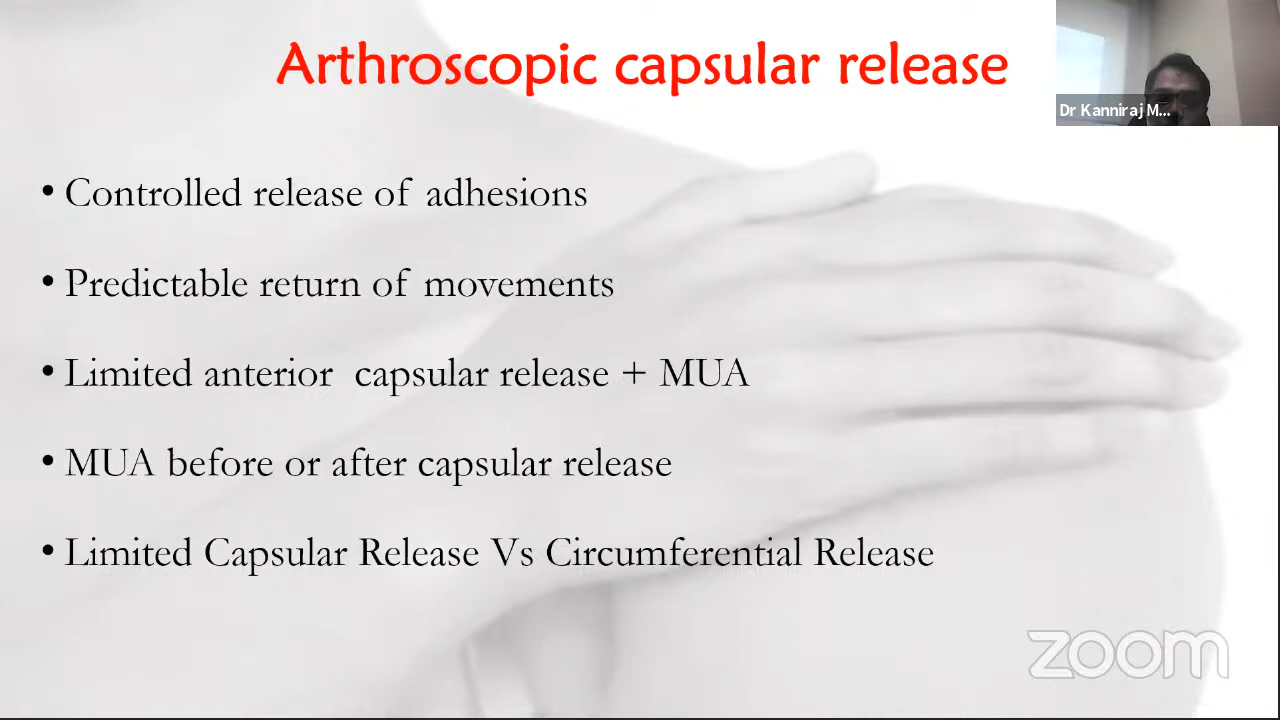 Arthroscopic capsular release
Dr Kanniraj M...
• Controlled release of adhesions
• Predictable return of movements
• Limited anterior capsular release + MUA
• MUA before or after capsular release
• Limited Capsular Release Vs Circumferential Release
zoom